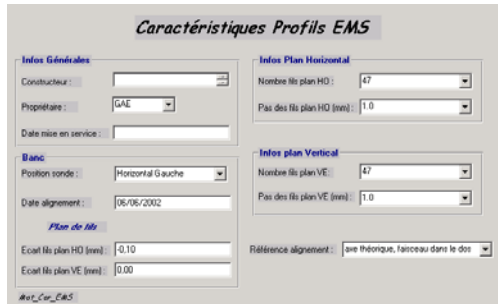 Caractéristiques Profils EMS
Infos Générales
Constructeur :
Propriétaire : GAE
Date mise en service :
Banc
Position sonde : Horizontal Gauche
Date alignement : 06/06/2002
Plan de fils
Ecart fils plan HO (mm) : -0,10
Ecart fils plan VE (mm) : 0,00
Mot_Car_EMS
Infos Plan Horizontal
Nombre fils plan HO : 47
Pas des fils plan HO (mm) : 1.0
Infos plan Vertical
Nombre fils plan VE: 47
Pas des fils plan VE (mm) : 1.0
Référence alignement : axe théorique, faisceau dans le dos